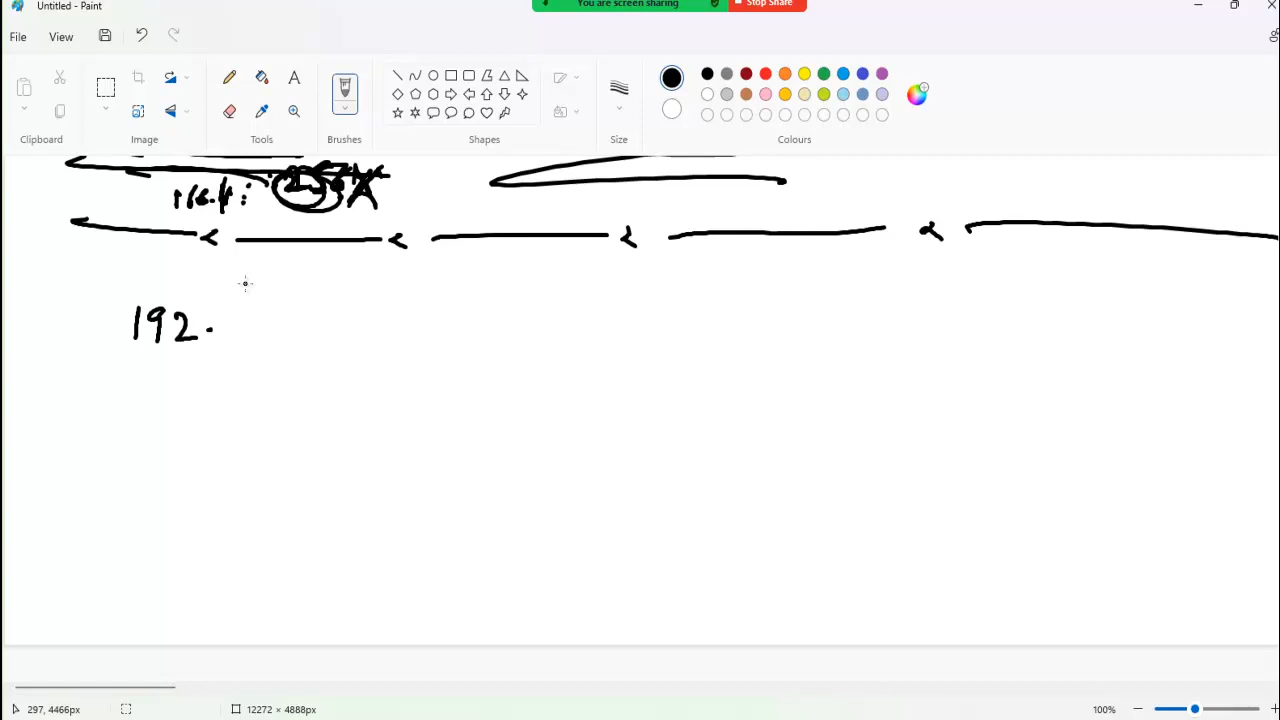 Untitled - Paint
You are screen sharing
Stop Share
File View
Clipboard
Image
Tools
Brushes
Shapes
Size
Colours
192.
297, 4466px
12272 × 4888px
100%